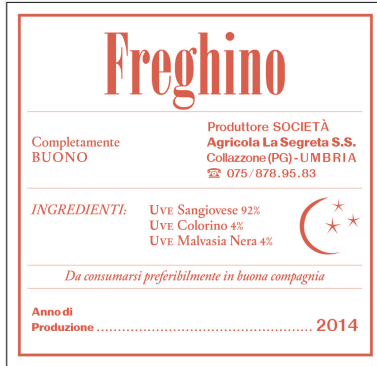 Freghino
Completamente
BUONO
Produttore SOCIETÀ
Agricola La Segreta S.S.
Collazzone (PG) - UMBRIA
☎ 075/878.95.83
INGREDIENTI:
UVE Sangiovese 92%
UVE Colorino 4%
UVE Malvasia Nera 4%
Da consumarsi preferibilmente in buona compagnia
Anno di
Produzione ........................................................ 2014